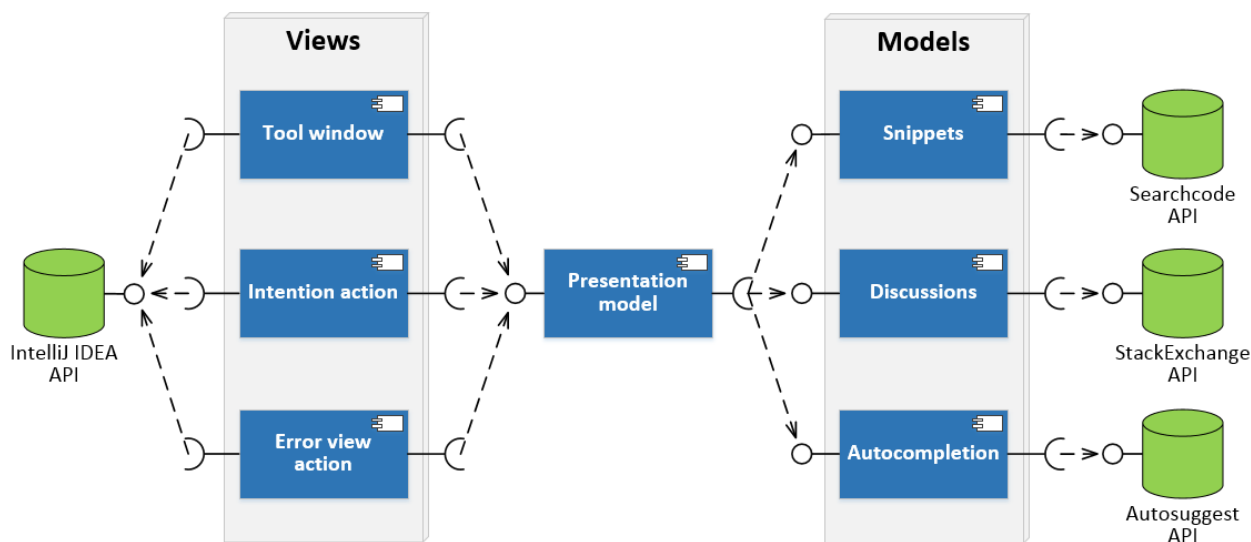 Views
Models
Tool window
Snippets
Searchcode
API
IntelliJ IDEA
API
Intention action
Presentation
model
Discussions
StackExchange
API
Error view
action
Autocompletion
Autosuggest
API